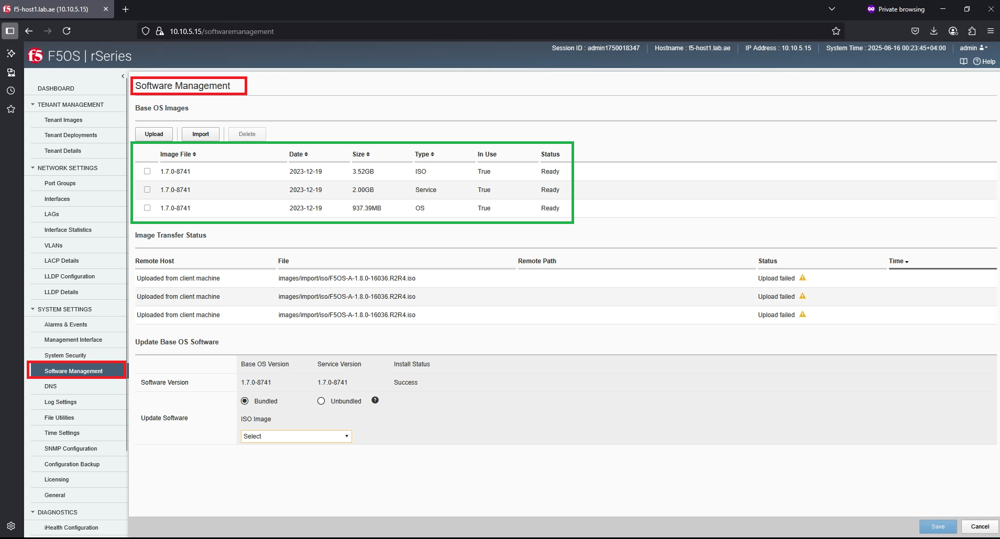 f5-host1.lab.ae (10.10.5.15)
Private browsing
10.10.5.15/softwaremanagement
Session ID : admin1750018347
Hostname : f5-host1.lab.ae
IP Address : 10.10.5.15
System Time : 2025-06-16 00:23:45+04:00
admin
f5 F5OS | rSeries
Help
DASHBOARD
TENANT MANAGEMENT
Tenant Images
Tenant Deployments
Tenant Details
NETWORK SETTINGS
Port Groups
Interfaces
LAGs
Interface Statistics
VLANs
LACP Details
LLDP Configuration
LLDP Details
SYSTEM SETTINGS
Alarms & Events
Management Interface
System Security
Software Management
DNS
Log Settings
File Utilities
Time Settings
SNMP Configuration
Configuration Backup
Licensing
General
DIAGNOSTICS
iHealth Configuration
Software Management
Base OS Images
Upload Import Delete
Image File Date Size Type In Use Status
1.7.0-8741 2023-12-19 3.52GB ISO True Ready
1.7.0-8741 2023-12-19 2.00GB Service True Ready
1.7.0-8741 2023-12-19 937.39MB OS True Ready
Image Transfer Status
Remote Host File Remote Path Status Time
Uploaded from client machine images/import/iso/F5OS-A-1.8.0-16036.R2R4.iso Upload failed
Uploaded from client machine images/import/iso/F5OS-A-1.8.0-16036.R2R4.iso Upload failed
Uploaded from client machine images/import/iso/F5OS-A-1.8.0-16036.R2R4.iso Upload failed
Update Base OS Software
Base OS Version Service Version Install Status
Software Version 1.7.0-8741 1.7.0-8741 Success
Bundled Unbundled
Update Software
ISO Image
Select
Save Cancel